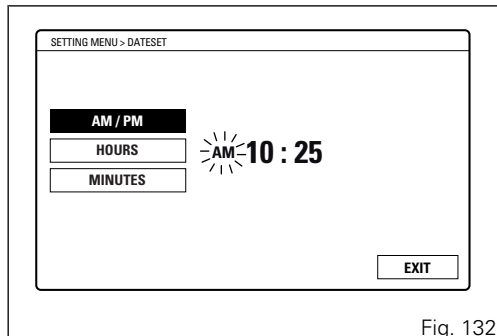 SETTING MENU > DATESET
AM / PM
HOURS
MINUTES
AM 10 : 25
EXIT
Fig. 132